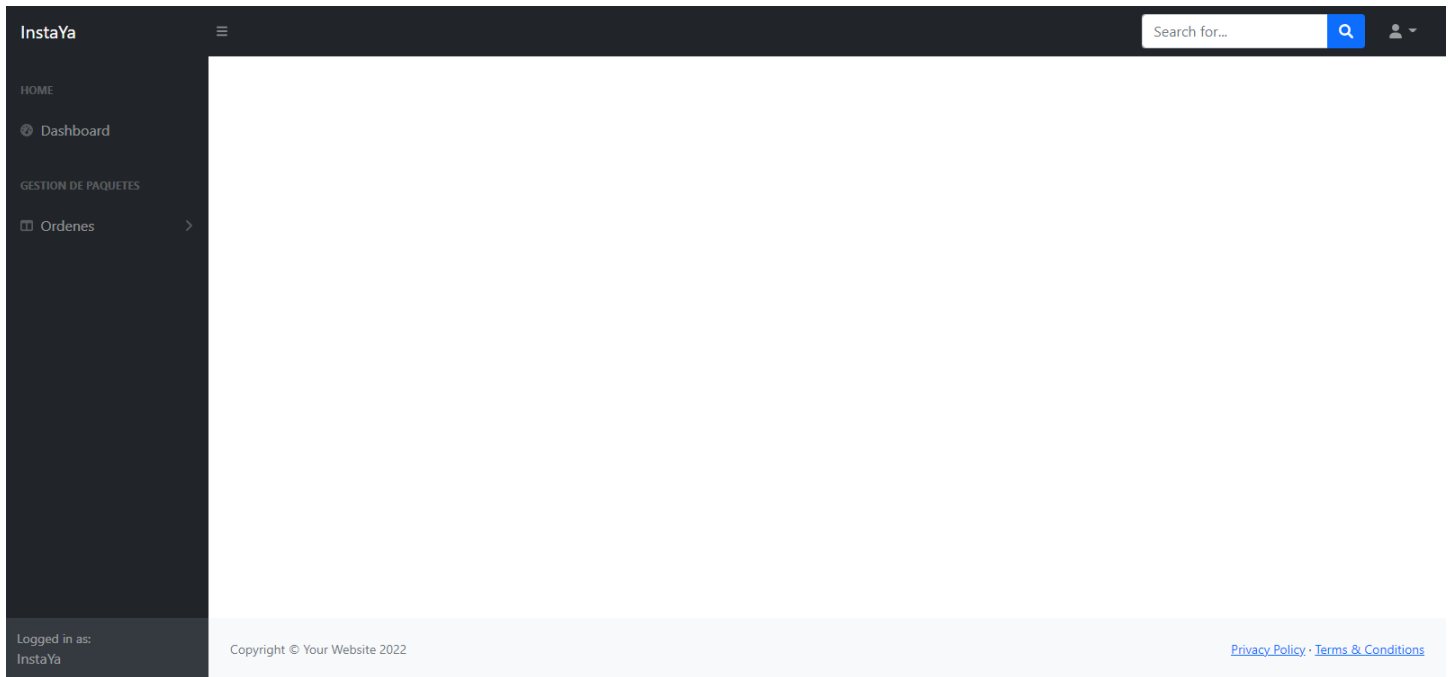 InstaYa
Search for...
HOME
Dashboard
GESTION DE PAQUETES
Ordenes
Logged in as:
InstaYa
Copyright © Your Website 2022
Privacy Policy · Terms & Conditions